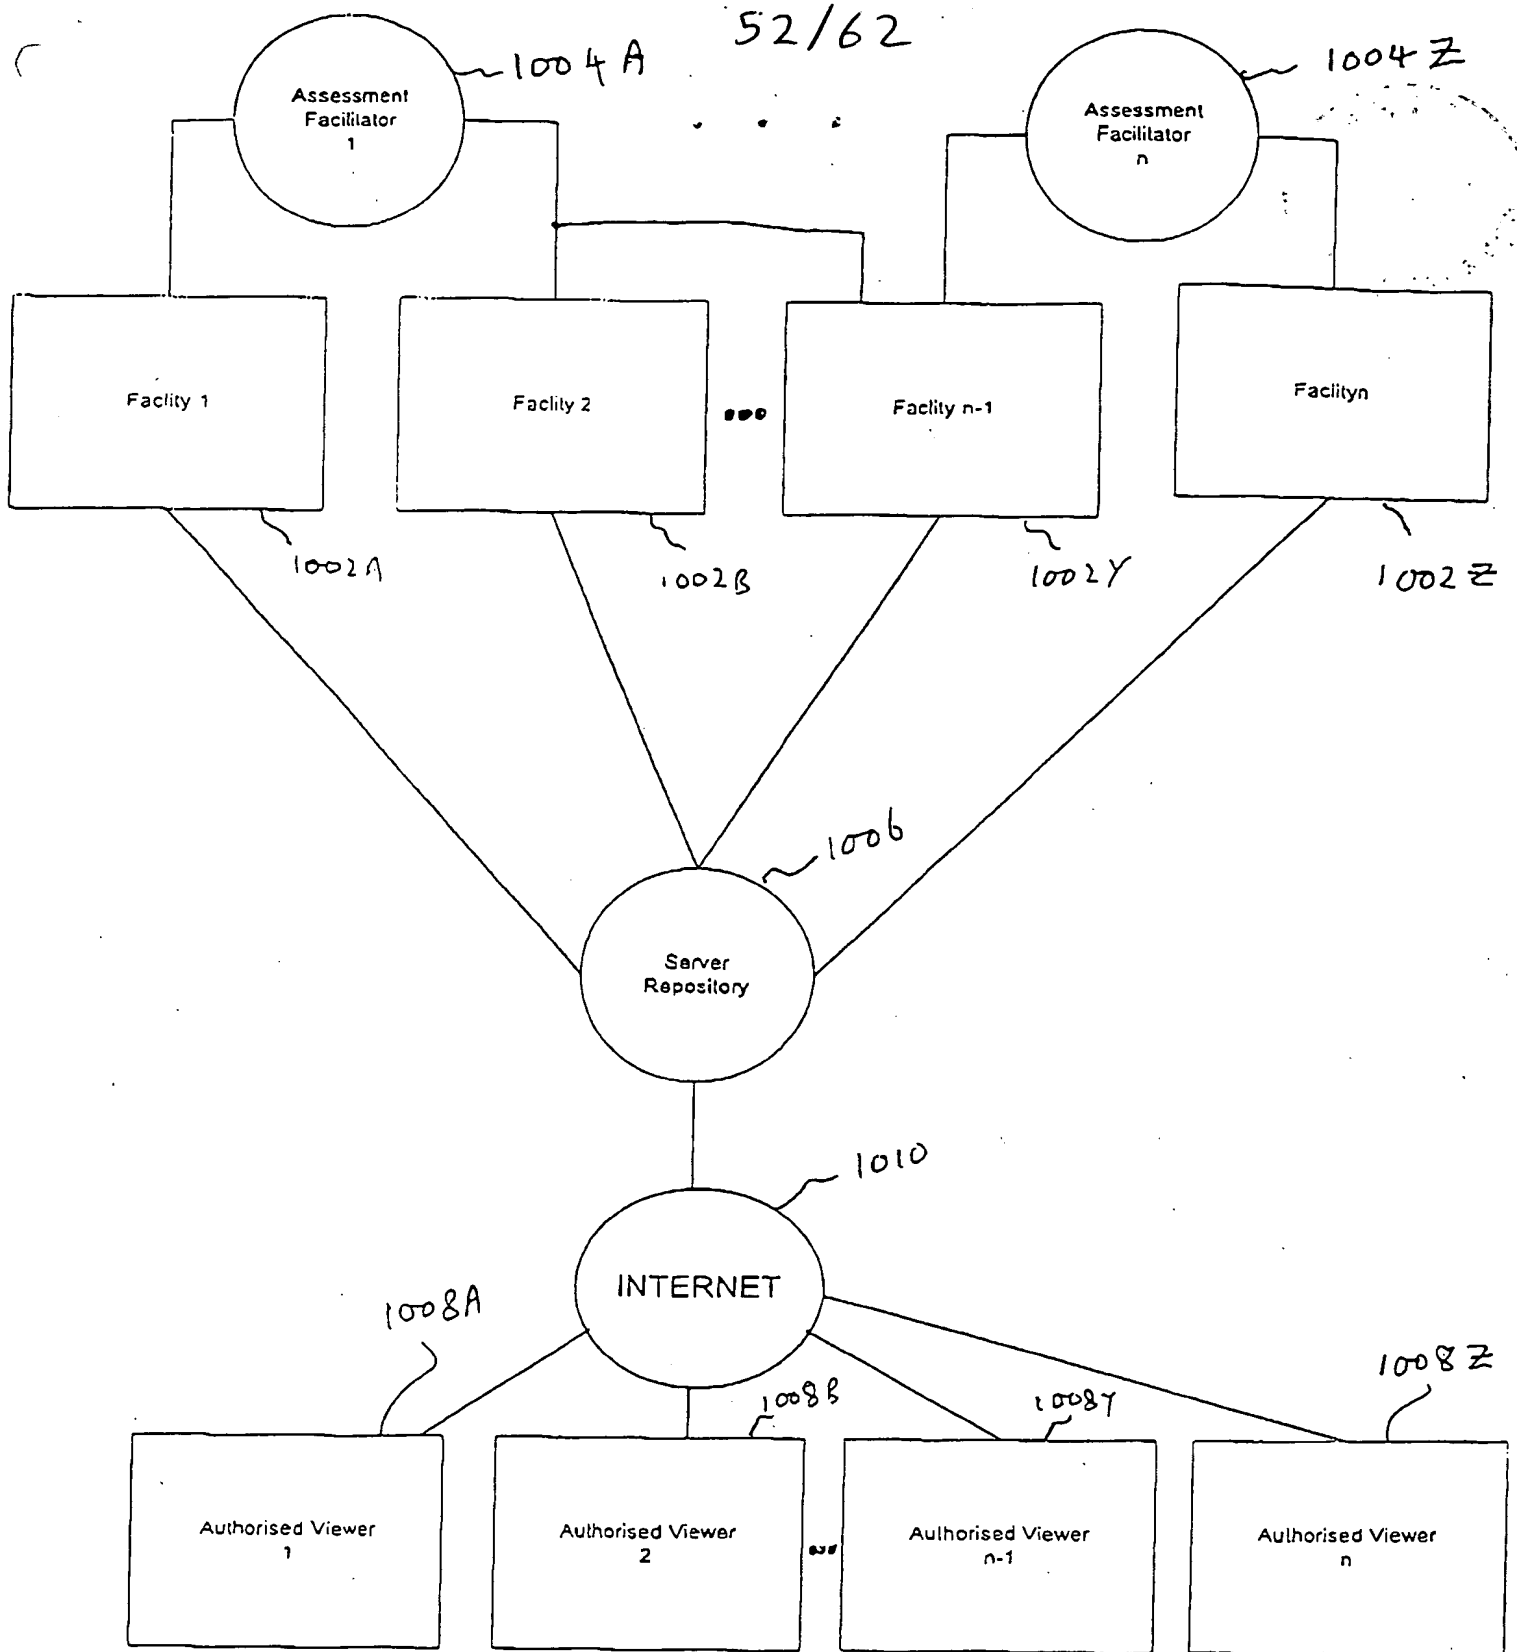 52/62
1004A
1004Z
Assessment
Facilitator
1
Assessment
Facilitator
n
Faclity 1
Faclity 2
Faclity n-1
Faclityn
1002A
1002B
1002Y
1002Z
1006
Server
Repository
1010
INTERNET
1008A
1008B
1008Y
1008Z
Authorised Viewer
1
Authorised Viewer
2
Authorised Viewer
n-1
Authorised Viewer
n